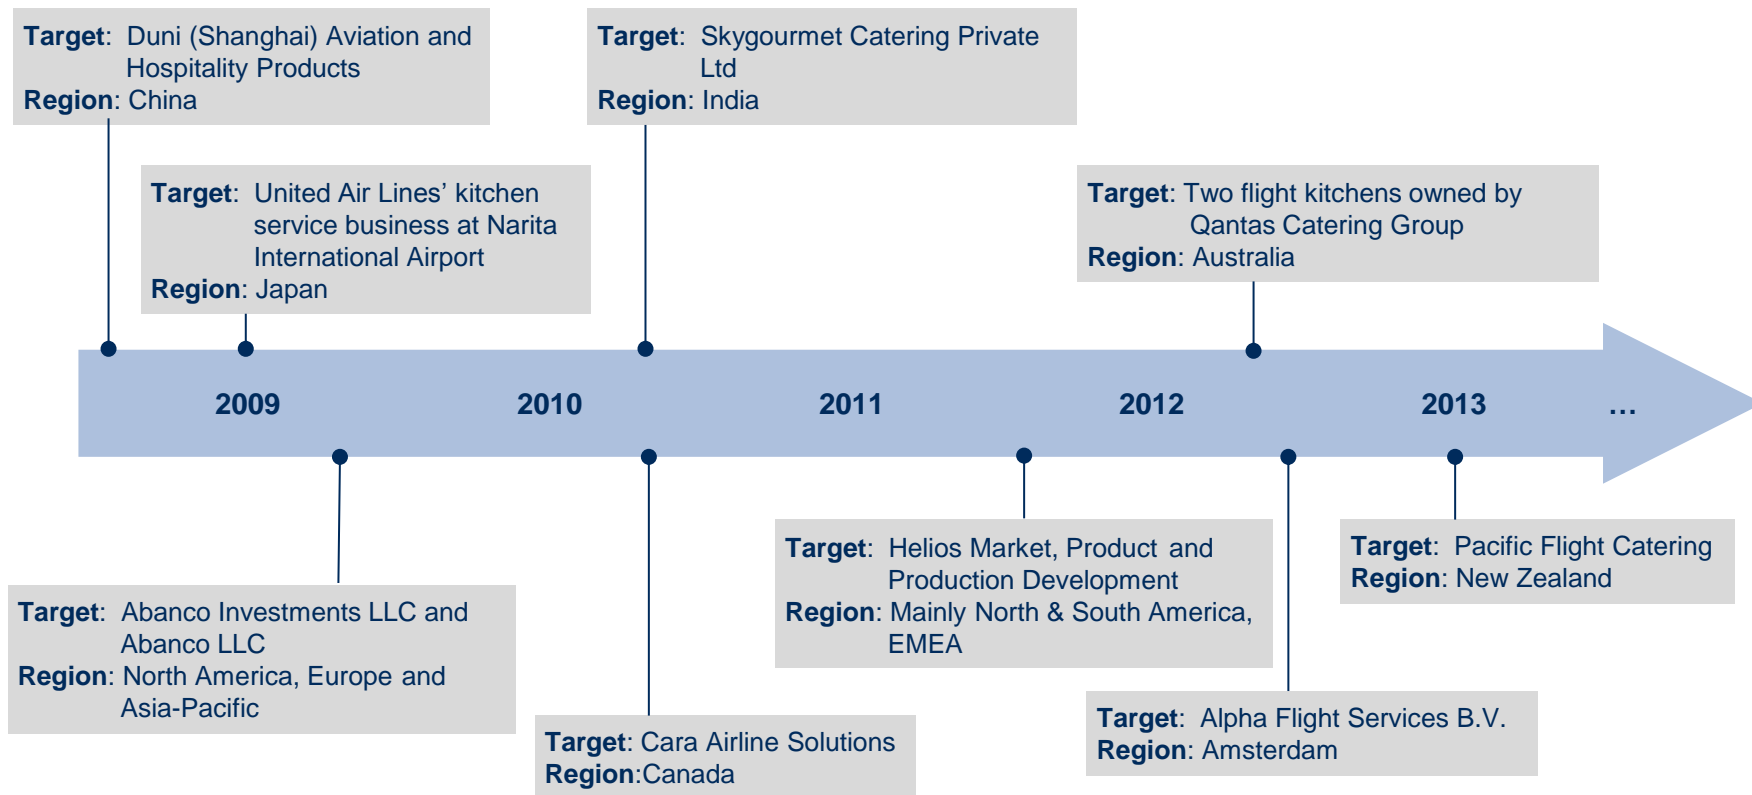 Target:  Duni (Shanghai) Aviation and
Hospitality Products
Region: China
Target:  Skygourmet Catering Private
Ltd
Region: India
Target:  United Air Lines’ kitchen
service business at Narita
International Airport
Region: Japan
Target: Two flight kitchens owned by
Qantas Catering Group
Region: Australia
2009 2010 2011 2012 2013 …
Target:  Abanco Investments LLC and
Abanco LLC
Region: North America, Europe and
Asia-Pacific
Target: Cara Airline Solutions
Region:Canada
Target:  Helios Market, Product and
Production Development
Region: Mainly North & South America,
EMEA
Target:  Alpha Flight Services B.V.
Region: Amsterdam
Target:  Pacific Flight Catering
Region: New Zealand